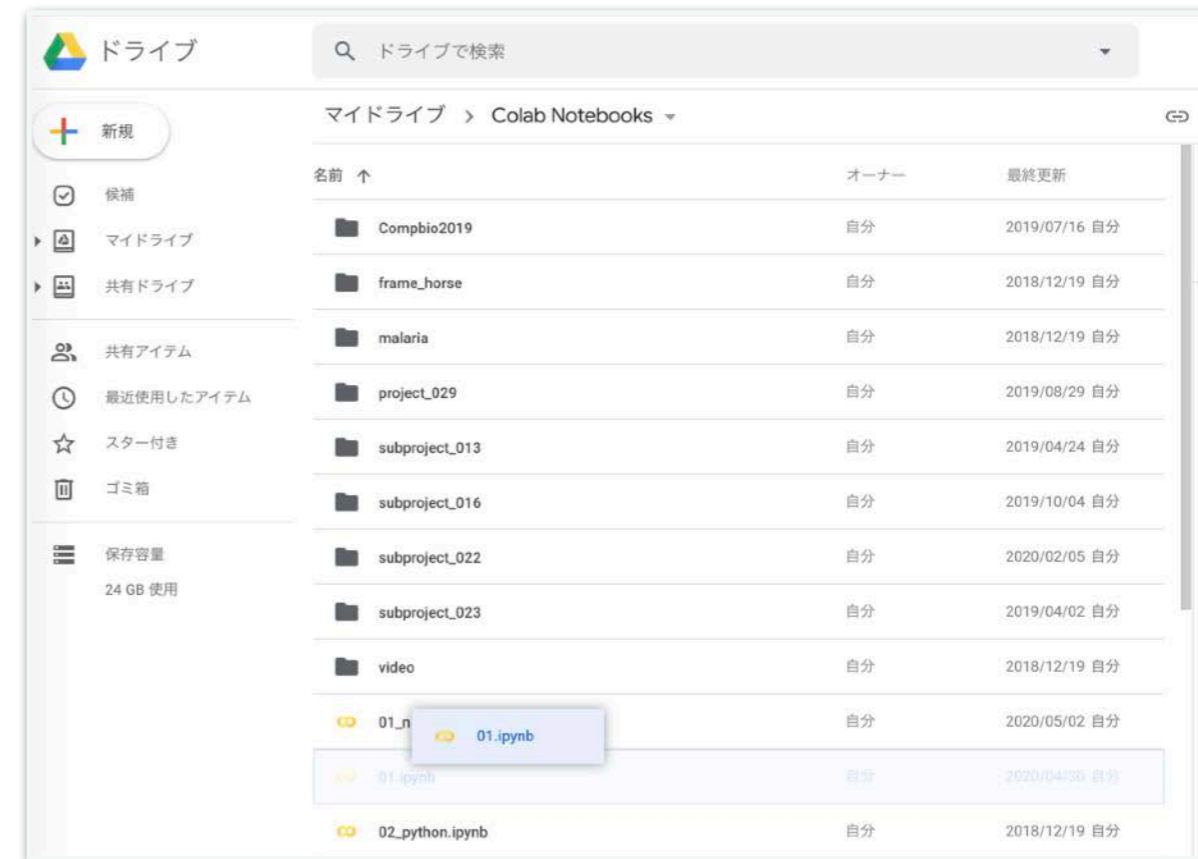 ドライブ
ドライブで検索
新規
候補
マイドライブ
共有ドライブ
共有アイテム
最近使用したアイテム
スター付き
ゴミ箱
保存容量
24 GB 使用
マイドライブ > Colab Notebooks
名前 ↑ オーナー 最終更新
Compbio2019 自分 2019/07/16 自分
frame_horse 自分 2018/12/19 自分
malaria 自分 2018/12/19 自分
project_029 自分 2019/08/29 自分
subproject_013 自分 2019/04/24 自分
subproject_016 自分 2019/10/04 自分
subproject_022 自分 2020/02/05 自分
subproject_023 自分 2019/04/02 自分
video 自分 2018/12/19 自分
01_n 自分 2020/05/02 自分
01.ipynb
01.ipynb 自分 2020/04/30 自分
02_python.ipynb 自分 2018/12/19 自分